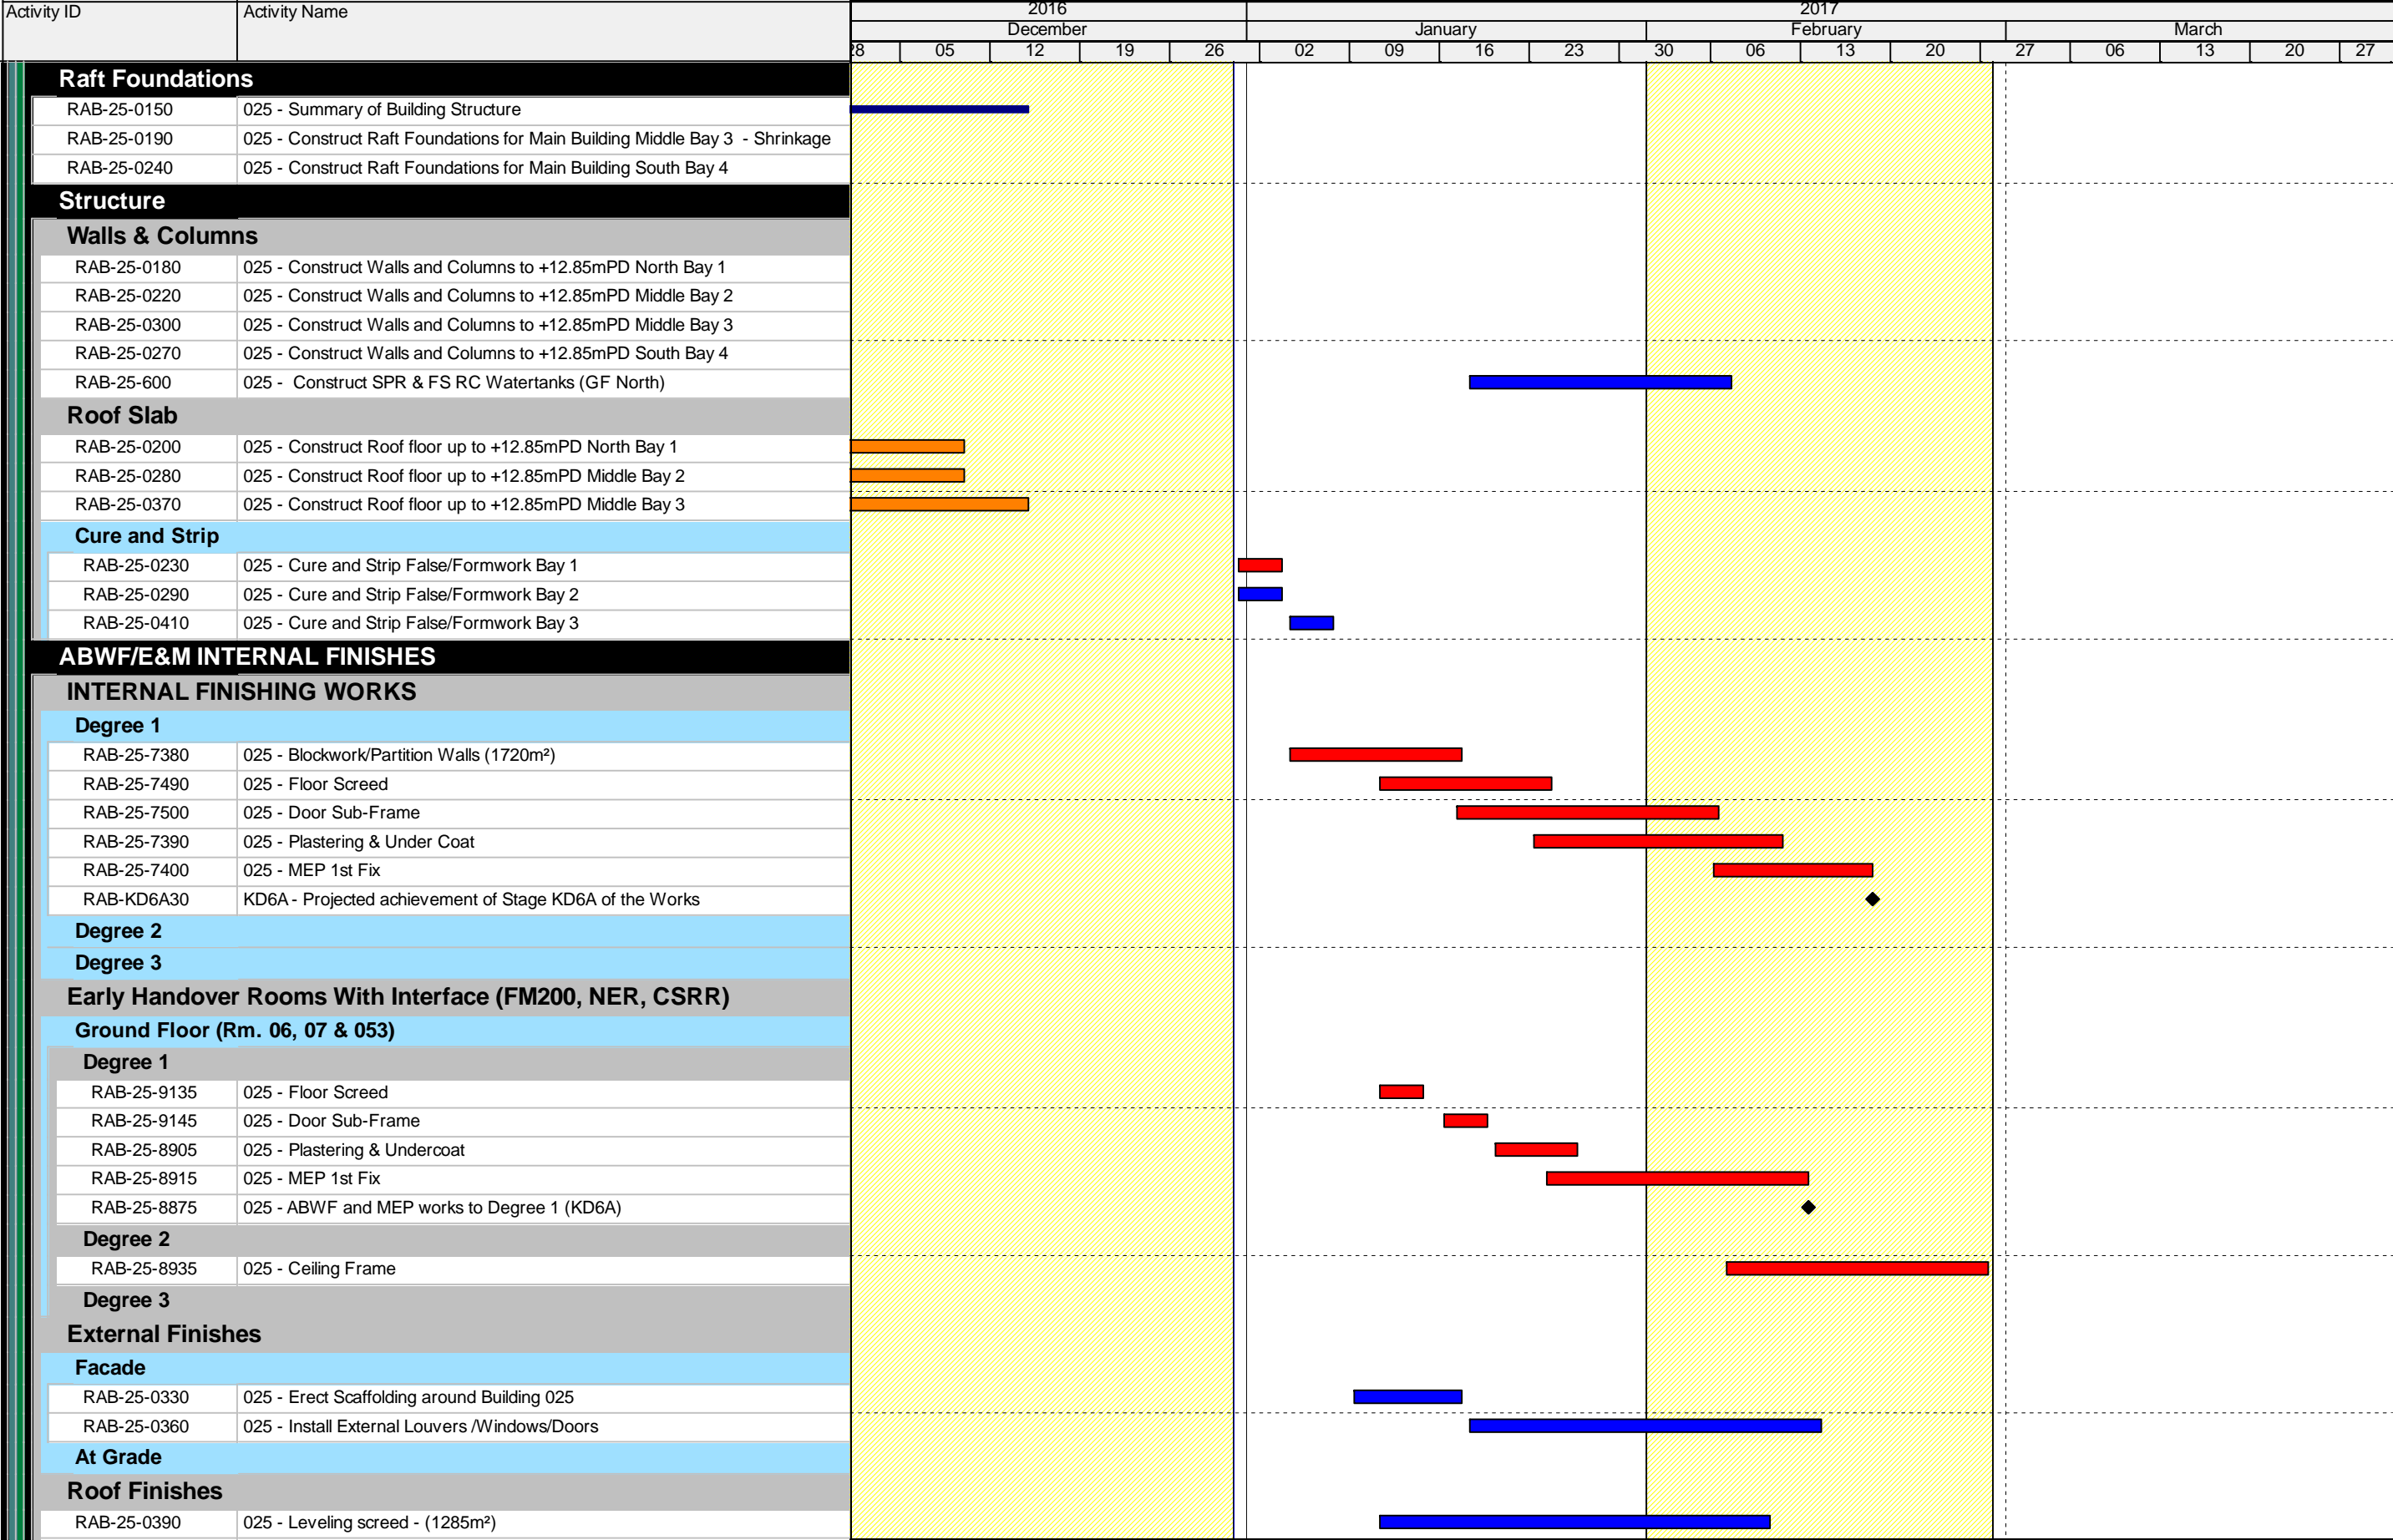 Activity ID Activity Name 2016 2017
December January February March
28 05 12 19 26 02 09 16 23 30 06 13 20 27 06 13 20 27
Raft Foundations
RAB-25-0150 025 - Summary of Building Structure
RAB-25-0190 025 - Construct Raft Foundations for Main Building Middle Bay 3 - Shrinkage
RAB-25-0240 025 - Construct Raft Foundations for Main Building South Bay 4
Structure
Walls & Columns
RAB-25-0180 025 - Construct Walls and Columns to +12.85mPD North Bay 1
RAB-25-0220 025 - Construct Walls and Columns to +12.85mPD Middle Bay 2
RAB-25-0300 025 - Construct Walls and Columns to +12.85mPD Middle Bay 3
RAB-25-0270 025 - Construct Walls and Columns to +12.85mPD South Bay 4
RAB-25-600 025 - Construct SPR & FS RC Watertanks (GF North)
Roof Slab
RAB-25-0200 025 - Construct Roof floor up to +12.85mPD North Bay 1
RAB-25-0280 025 - Construct Roof floor up to +12.85mPD Middle Bay 2
RAB-25-0370 025 - Construct Roof floor up to +12.85mPD Middle Bay 3
Cure and Strip
RAB-25-0230 025 - Cure and Strip False/Formwork Bay 1
RAB-25-0290 025 - Cure and Strip False/Formwork Bay 2
RAB-25-0410 025 - Cure and Strip False/Formwork Bay 3
ABWF/E&M INTERNAL FINISHES
INTERNAL FINISHING WORKS
Degree 1
RAB-25-7380 025 - Blockwork/Partition Walls (1720m²)
RAB-25-7490 025 - Floor Screed
RAB-25-7500 025 - Door Sub-Frame
RAB-25-7390 025 - Plastering & Under Coat
RAB-25-7400 025 - MEP 1st Fix
RAB-KD6A30 KD6A - Projected achievement of Stage KD6A of the Works
Degree 2
Degree 3
Early Handover Rooms With Interface (FM200, NER, CSRR)
Ground Floor (Rm. 06, 07 & 053)
Degree 1
RAB-25-9135 025 - Floor Screed
RAB-25-9145 025 - Door Sub-Frame
RAB-25-8905 025 - Plastering & Undercoat
RAB-25-8915 025 - MEP 1st Fix
RAB-25-8875 025 - ABWF and MEP works to Degree 1 (KD6A)
Degree 2
RAB-25-8935 025 - Ceiling Frame
Degree 3
External Finishes
Facade
RAB-25-0330 025 - Erect Scaffolding around Building 025
RAB-25-0360 025 - Install External Louvers /Windows/Doors
At Grade
Roof Finishes
RAB-25-0390 025 - Leveling screed - (1285m²)